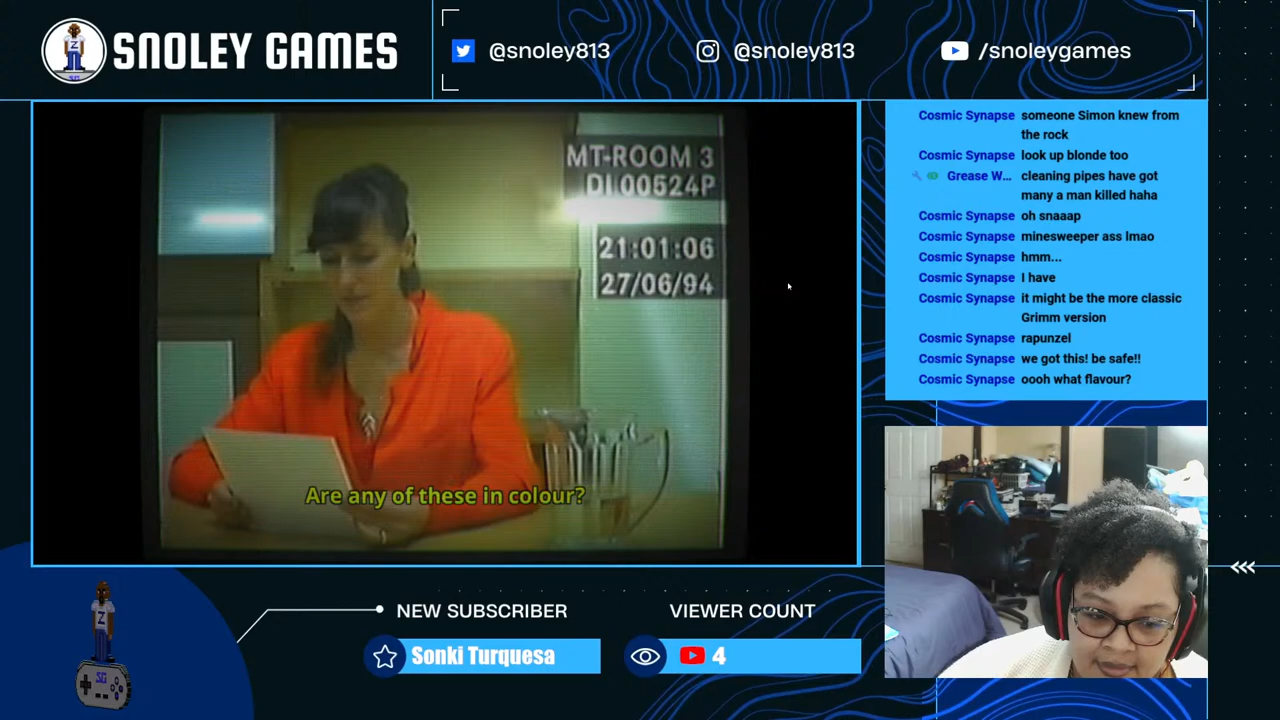 SNOLEY GAMES
@snoley813
@snoley813
/snoleygames
MT-ROOM 3
DI.00524P
21:01:06
27/06/94
Are any of these in colour?
Cosmic Synapse someone Simon knew from
the rock
Cosmic Synapse look up blonde too
Grease W... cleaning pipes have got
many a man killed haha
Cosmic Synapse oh snaaap
Cosmic Synapse minesweeper ass lmao
Cosmic Synapse hmm...
Cosmic Synapse I have
Cosmic Synapse it might be the more classic
Grimm version
Cosmic Synapse rapunzel
Cosmic Synapse we got this! be safe!!
Cosmic Synapse oooh what flavour?
NEW SUBSCRIBER
Sonki Turquesa
VIEWER COUNT
4
Z
SG
Z
SG